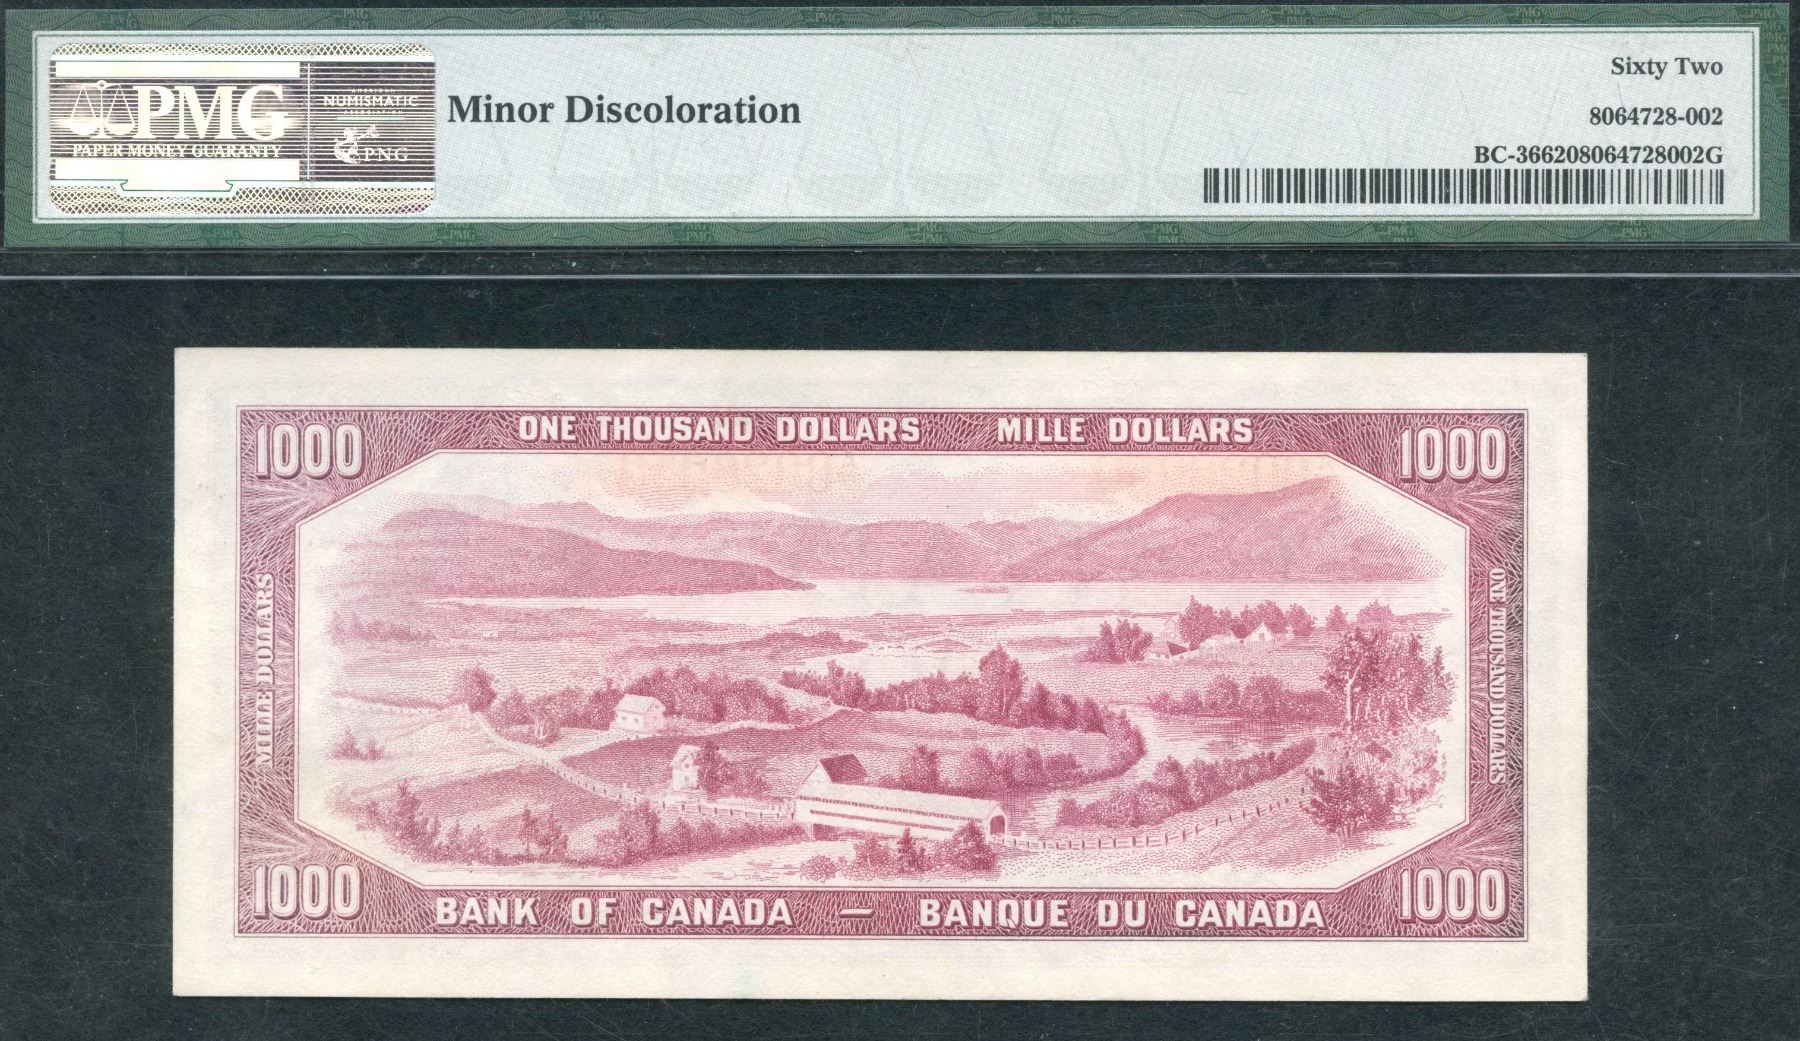 PMG
PAPER MONEY GUARANTY
AMERICAN
NUMISMATIC
ASSOCIATION
PNG
Minor Discoloration
Sixty Two
8064728-002
BC-366208064728002G
1000
ONE THOUSAND DOLLARS MILLE DOLLARS
1000
MILLE DOLLARS
ONE THOUSAND DOLLARS
1000
BANK OF CANADA — BANQUE DU CANADA
1000